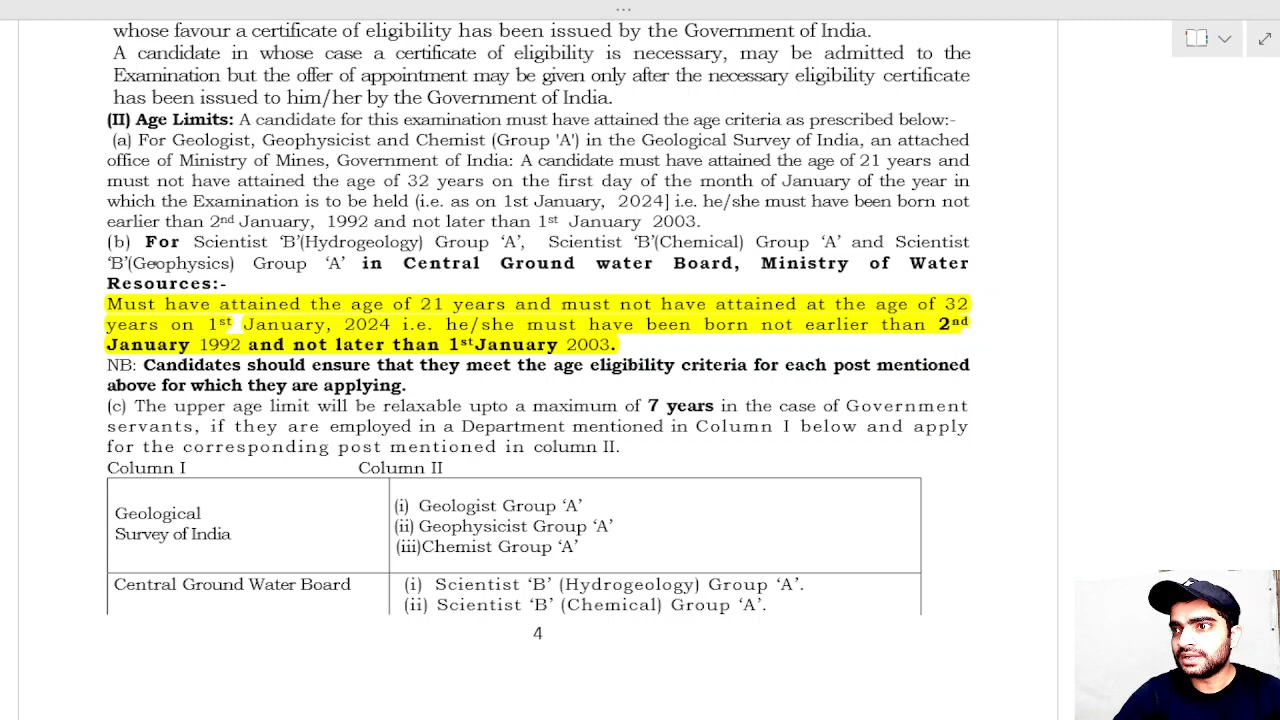 whose favour a certificate of eligibility has been issued by the Government of India.
A candidate in whose case a certificate of eligibility is necessary, may be admitted to the
Examination but the offer of appointment may be given only after the necessary eligibility certificate
has been issued to him/her by the Government of India.
(II) Age Limits: A candidate for this examination must have attained the age criteria as prescribed below:-
(a) For Geologist, Geophysicist and Chemist (Group 'A') in the Geological Survey of India, an attached
office of Ministry of Mines, Government of India: A candidate must have attained the age of 21 years and
must not have attained the age of 32 years on the first day of the month of January of the year in
which the Examination is to be held (i.e. as on 1st January, 2024] i.e. he/she must have been born not
earlier than 2nd January, 1992 and not later than 1st January 2003.
(b) For Scientist 'B'(Hydrogeology) Group 'A', Scientist 'B'(Chemical) Group 'A' and Scientist
'B'(Geophysics) Group 'A' in Central Ground water Board, Ministry of Water
Resources:-
Must have attained the age of 21 years and must not have attained at the age of 32
years on 1st January, 2024 i.e. he/she must have been born not earlier than 2nd
January 1992 and not later than 1st January 2003.
NB: Candidates should ensure that they meet the age eligibility criteria for each post mentioned
above for which they are applying.
(c) The upper age limit will be relaxable upto a maximum of 7 years in the case of Government
servants, if they are employed in a Department mentioned in Column I below and apply
for the corresponding post mentioned in column II.
Column I Column II
Geological
Survey of India
(i) Geologist Group 'A'
(ii) Geophysicist Group 'A'
(iii)Chemist Group 'A'
Central Ground Water Board
(i) Scientist 'B' (Hydrogeology) Group 'A'.
(ii) Scientist 'B' (Chemical) Group 'A'.
4